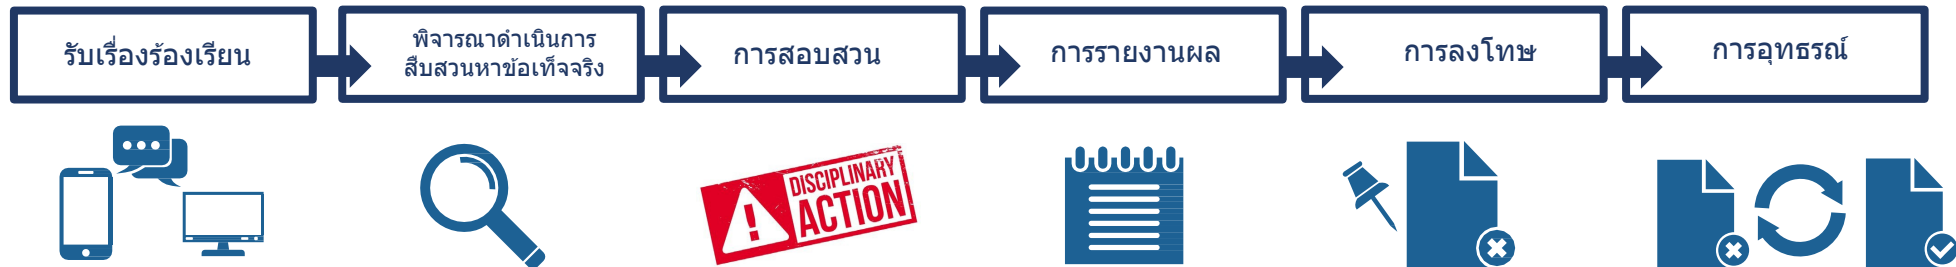 รับเรื่องร้องเรียน
พิจารณาดำเนินการ
สืบสวนหาข้อเท็จจริง
การสอบสวน
การรายงานผล
การลงโทษ
การอุทธรณ์
DISCIPLINARY
ACTION